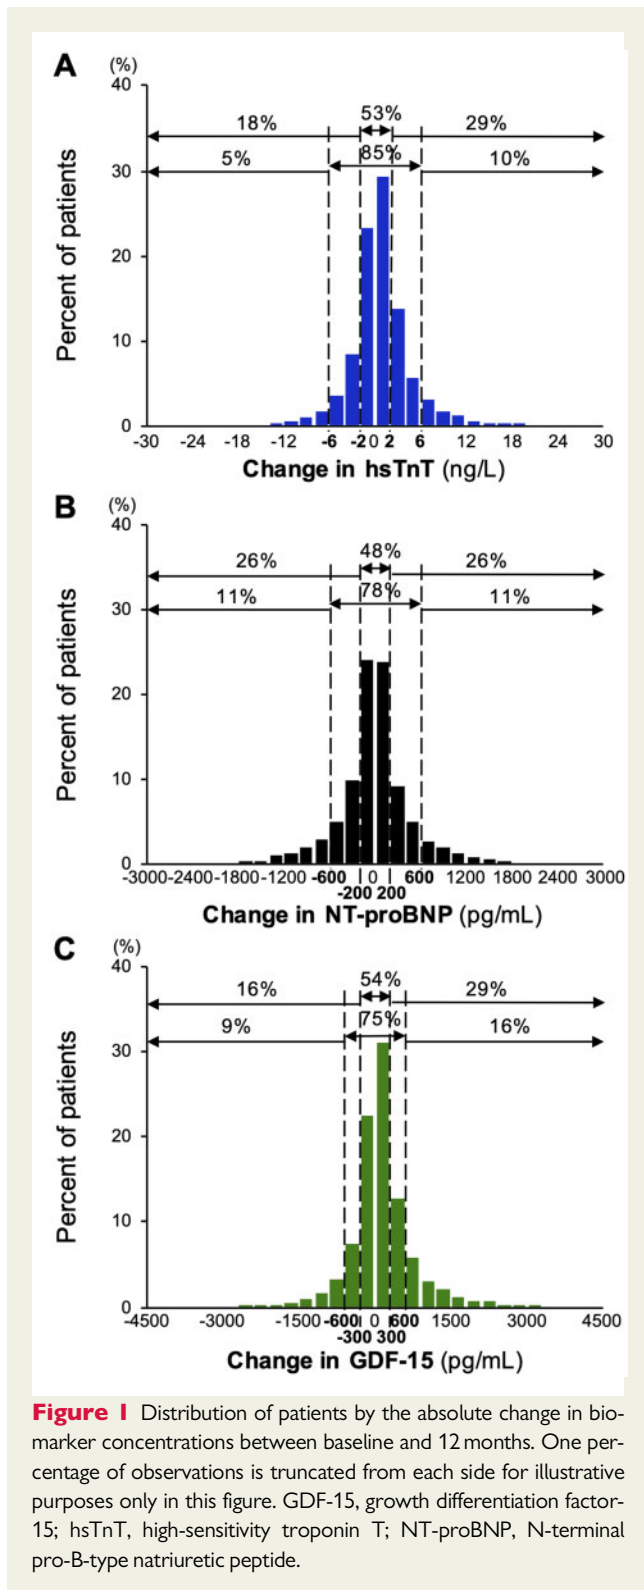 A (%)
40
53%
18% 29%
85%
5% 10%
30
20
10
0
Percent of patients
-30 -24 -18 -12 -6 -2 0 2 6 12 18 24 30
Change in hsTnT (ng/L)
B (%)
40
48%
26% 26%
78%
11% 11%
30
20
10
0
Percent of patients
-3000 -2400 -1800 -1200 -600 0 600 1200 1800 2400 3000
-200 200
Change in NT-proBNP (pg/mL)
C (%)
40
54%
16% 29%
75%
9% 16%
30
20
10
0
Percent of patients
-4500 -3000 -1500 -600 0 600 1500 3000 4500
-300 300
Change in GDF-15 (pg/mL)
Figure 1 Distribution of patients by the absolute change in bio-
marker concentrations between baseline and 12 months. One per-
centage of observations is truncated from each side for illustrative
purposes only in this figure. GDF-15, growth differentiation factor-
15; hsTnT, high-sensitivity troponin T; NT-proBNP, N-terminal
pro-B-type natriuretic peptide.